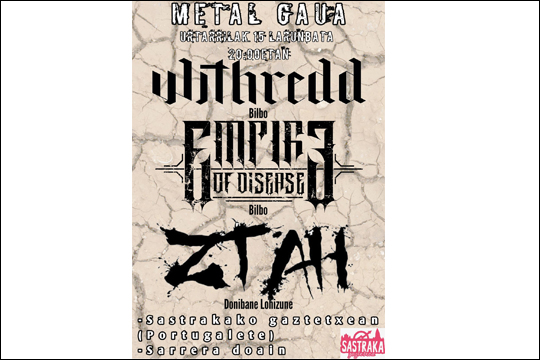 METAL GAUA
URTARRILAK 15 LARUNBATA
20:00ETAN
Bilbo
EMPIRE
OF DISEASE
Bilbo
ZTAH
Donibane Lohizune
-Sastrakako gaztetxean
(Portugalete)
-Sarrera doain
SASTRAKA